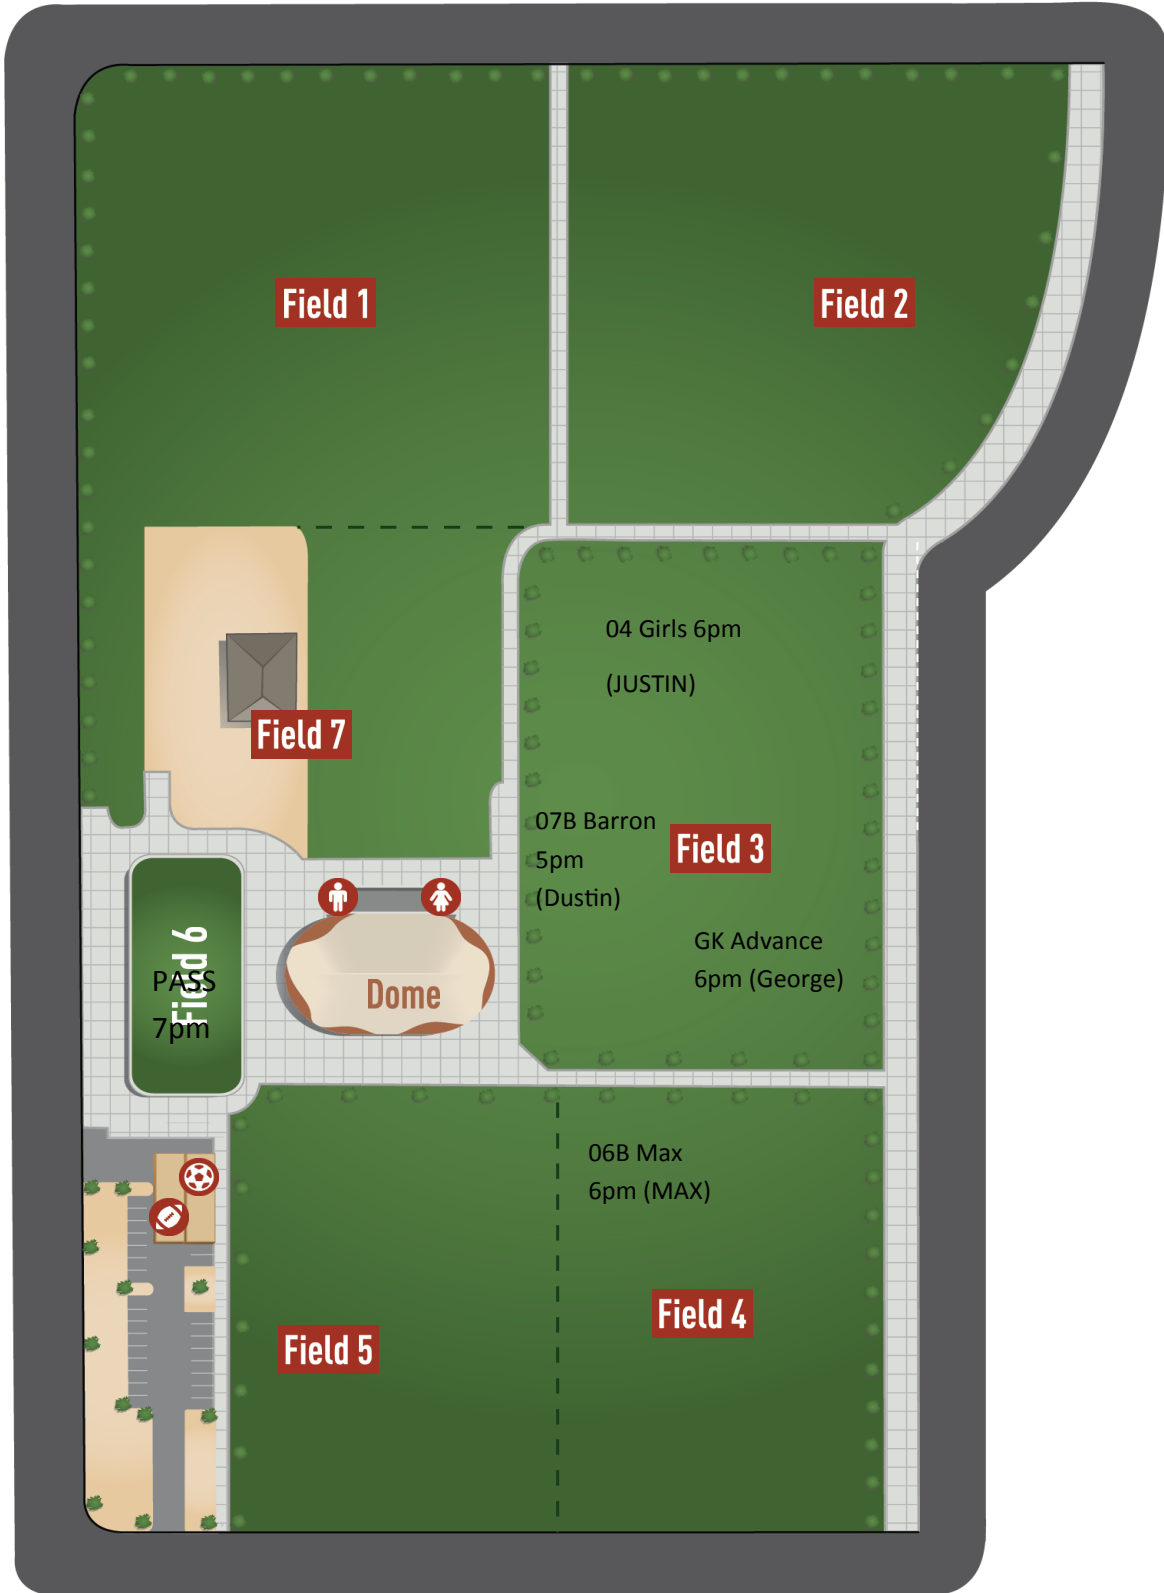 Field 1
Field 2
04 Girls 6pm
(JUSTIN)
Field 7
07B Barron
5pm
(Dustin)
Field 3
GK Advance
6pm (George)
Field 6
PASS
7pm
Dome
06B Max
6pm (MAX)
Field 4
Field 5